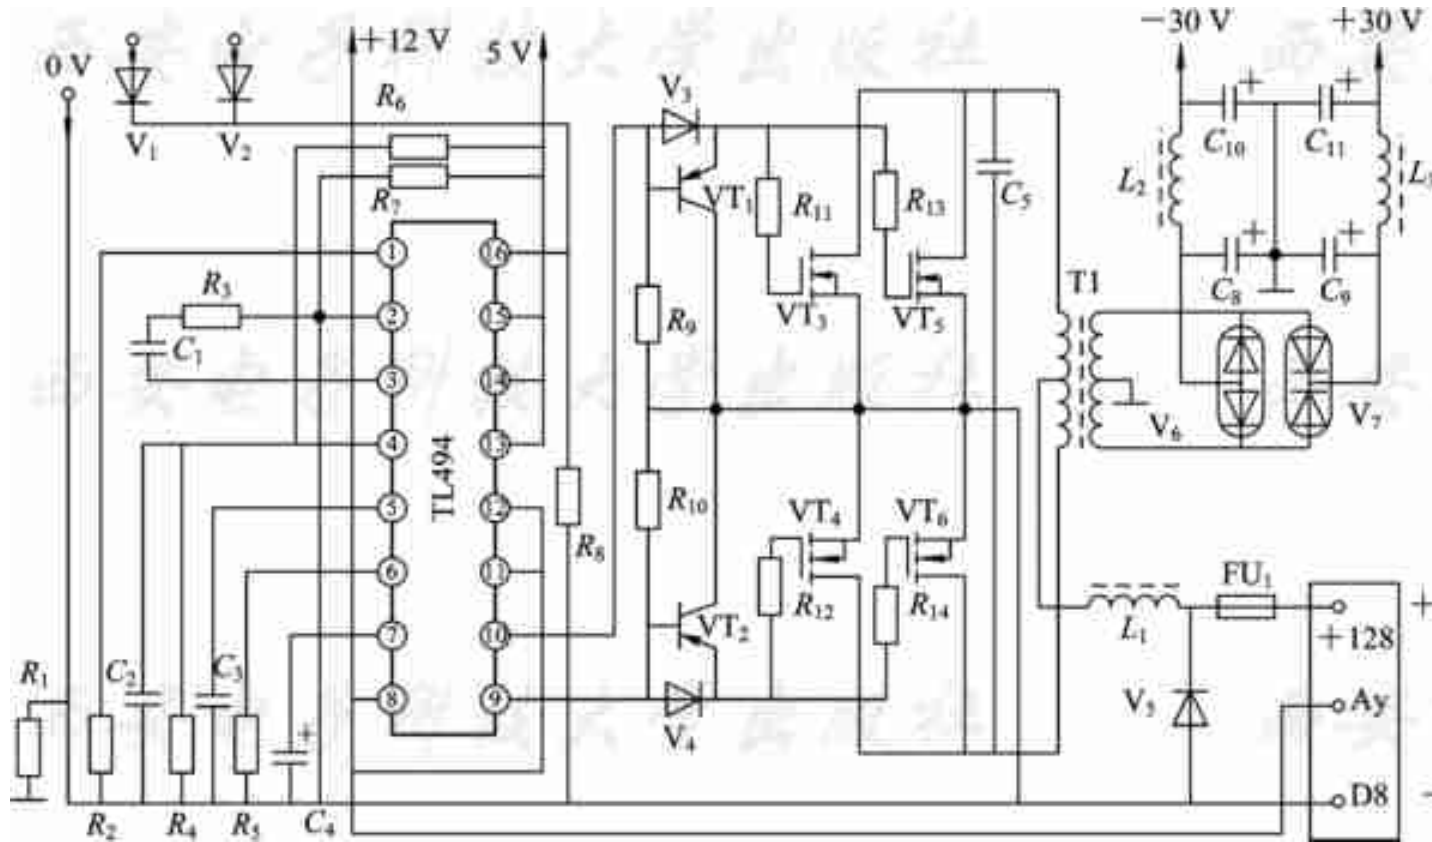 −30 V +30 V
0 V +12 V 5 V
V1 V2 R6 V3
R7 VT1 R11 R13 C5
C10 C11 L2
① ⑯
R3 C8 C9 T1
② ⑮ VT3 VT5
C1 R9
③ ⑭
V6 V7
④ ⑬
TL494
R10 VT4 VT6
⑤ ⑫
R8
⑥ ⑪ FU1
R12 R14
⑦ ⑩ VT2 L1 +
+128
R1 C2 C3
⑧ ⑨ V5 Ay
+
V4
D8 -
R2 R4 R5 C4